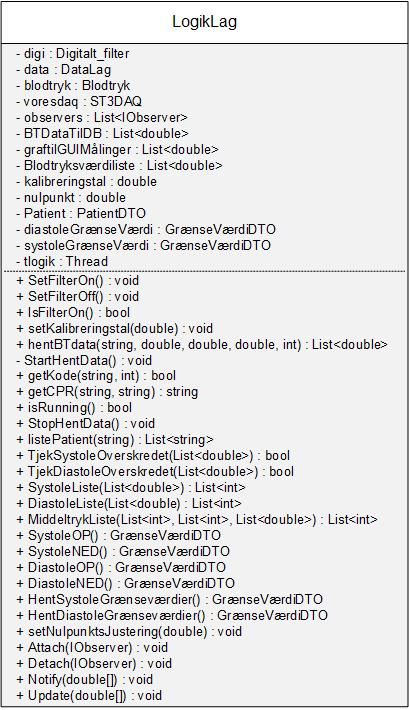 LogikLag
- digi : Digitalt_filter
- data : DataLag
- blodtryk : Blodtryk
- voresdaq : ST3DAQ
- observers : List<IObserver>
- BTDataTilDB : List<double>
- graftilGUIMålinger : List<double>
- Blodtryksværdiliste : List<double>
- kalibreringstal : double
- nulpunkt : double
- Patient : PatientDTO
- diastoleGrænseVærdi : GrænseVærdiDTO
- systoleGrænseVærdi : GrænseVærdiDTO
- tlogik : Thread
+ SetFilterOn() : void
+ SetFilterOff() : void
+ IsFilterOn() : bool
+ setKalibreringstal(double) : void
+ hentBTdata(string, double, double, double, int) : List<double>
- StartHentData() : void
+ getKode(string, int) : bool
+ getCPR(string, string) : string
+ isRunning() : bool
+ StopHentData() : void
+ listePatient(string) : List<string>
+ TjekSystoleOverskredet(List<double>) : bool
+ TjekDiastoleOverskredet(List<double>) : bool
+ SystoleListe(List<double>) : List<int>
+ DiastoleListe(List<double) : List<int>
+ MiddeltrykListe(List<int>, List<int>, List<double>) : List<int>
+ SystoleOP() : GrænseVærdiDTO
+ SystoleNED() : GrænseVærdiDTO
+ DiastoleOP() : GrænseVærdiDTO
+ DiastoleNED() : GrænseVærdiDTO
+ HentSystoleGrænseværdier() : GrænseVærdiDTO
+ HentDiastoleGrænseværdier() : GrænseVærdiDTO
+ setNulpunktsJustering(double) : void
+ Attach(IObserver) : void
+ Detach(IObserver) : void
+ Notify(double[]) : void
+ Update(double[]) : void